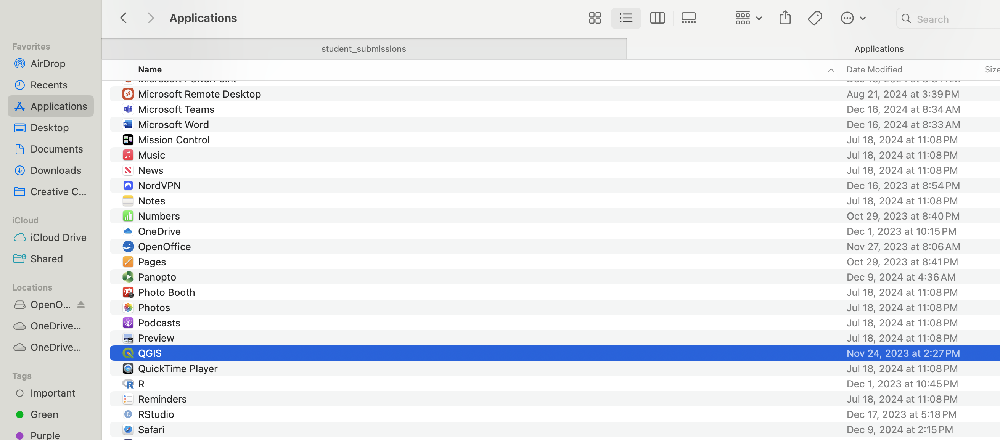 Applications
Search
student_submissions
Applications
Name
Date Modified
Size
Favorites
AirDrop
Recents
Applications
Desktop
Documents
Downloads
Creative C...
iCloud
iCloud Drive
Shared
Locations
OpenO...
OneDrive...
OneDrive...
Tags
Important
Green
Purple
Microsoft PowerPoint
Microsoft Remote Desktop Aug 21, 2024 at 3:39 PM
Microsoft Teams Dec 16, 2024 at 8:34 AM
Microsoft Word Dec 16, 2024 at 8:33 AM
Mission Control Jul 18, 2024 at 11:08 PM
Music Jul 18, 2024 at 11:08 PM
News Jul 18, 2024 at 11:08 PM
NordVPN Dec 16, 2023 at 8:54 PM
Notes Jul 18, 2024 at 11:08 PM
Numbers Oct 29, 2023 at 8:40 PM
OneDrive Dec 1, 2023 at 10:15 PM
OpenOffice Nov 27, 2023 at 8:06 AM
Pages Oct 29, 2023 at 8:41 PM
Panopto Dec 9, 2024 at 4:36 AM
Photo Booth Jul 18, 2024 at 11:08 PM
Photos Jul 18, 2024 at 11:08 PM
Podcasts Jul 18, 2024 at 11:08 PM
Preview Jul 18, 2024 at 11:08 PM
QGIS Nov 24, 2023 at 2:27 PM
QuickTime Player Jul 18, 2024 at 11:08 PM
R Dec 1, 2023 at 10:45 PM
Reminders Jul 18, 2024 at 11:08 PM
RStudio Dec 17, 2023 at 5:18 PM
Safari Dec 9, 2024 at 2:15 PM